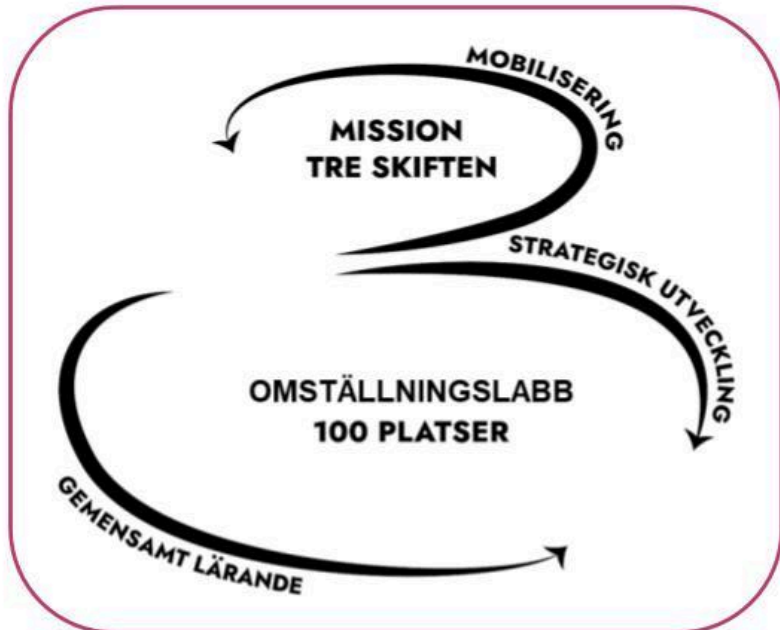 MOBILISERING
MISSION
TRE SKIFTEN
STRATEGISK UTVECKLING
OMSTÄLLNINGSLABB
100 PLATSER
GEMENSAMT LÄRANDE